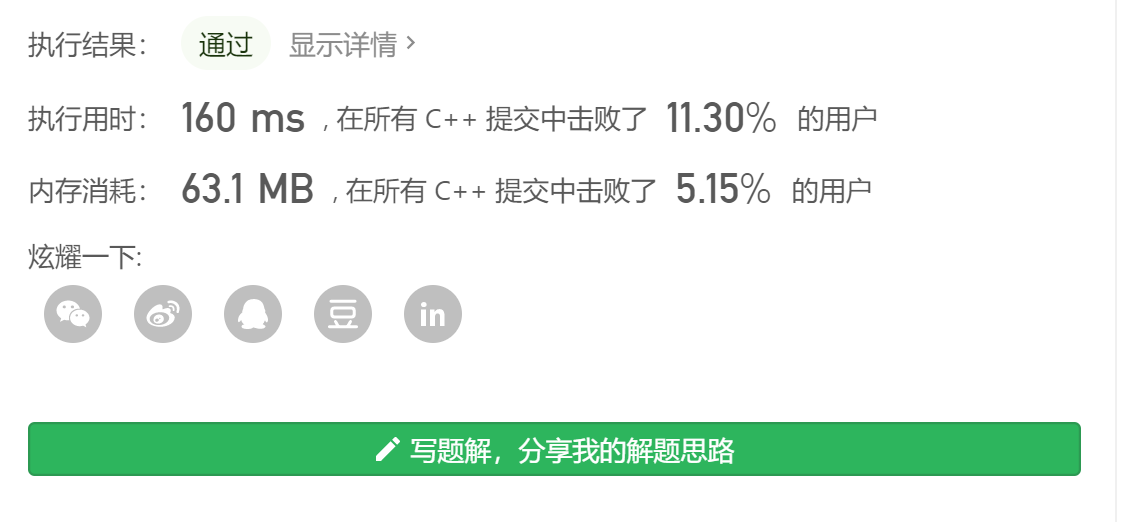 执行结果： 通过 显示详情 >
执行用时： 160 ms , 在所有 C++ 提交中击败了 11.30% 的用户
内存消耗： 63.1 MB , 在所有 C++ 提交中击败了 5.15% 的用户
炫耀一下:
豆 in
写题解，分享我的解题思路